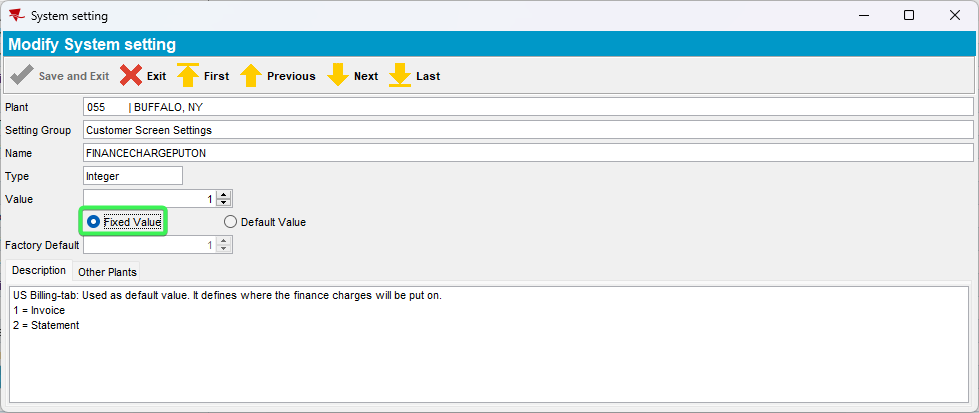 System setting
Modify System setting
Save and Exit Exit First Previous Next Last
Plant 055 | BUFFALO, NY
Setting Group Customer Screen Settings
Name FINANCECHARGEPUTON
Type Integer
Value 1
Fixed Value Default Value
Factory Default 1
Description Other Plants
US Billing-tab: Used as default value. It defines where the finance charges will be put on.
1 = Invoice
2 = Statement